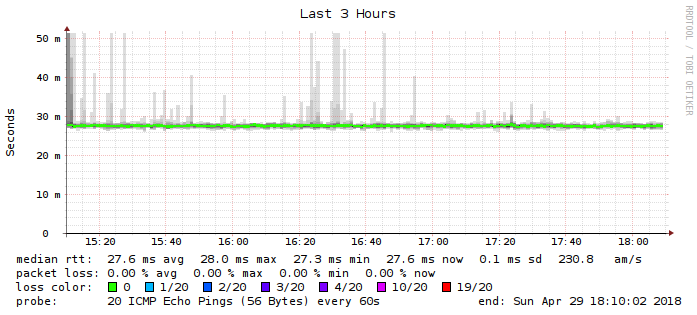 Last 3 Hours
RRDTOOL / TOBI OETIKER
Seconds
50 m
40 m
30 m
20 m
10 m
0
15:20 15:40 16:00 16:20 16:40 17:00 17:20 17:40 18:00
median rtt: 27.6 ms avg 28.0 ms max 27.3 ms min 27.6 ms now 0.1 ms sd 230.8 am/s
packet loss: 0.00 % avg 0.00 % max 0.00 % min 0.00 % now
loss color: 0 1/20 2/20 3/20 4/20 10/20 19/20
probe: 20 ICMP Echo Pings (56 Bytes) every 60s end: Sun Apr 29 18:10:02 2018